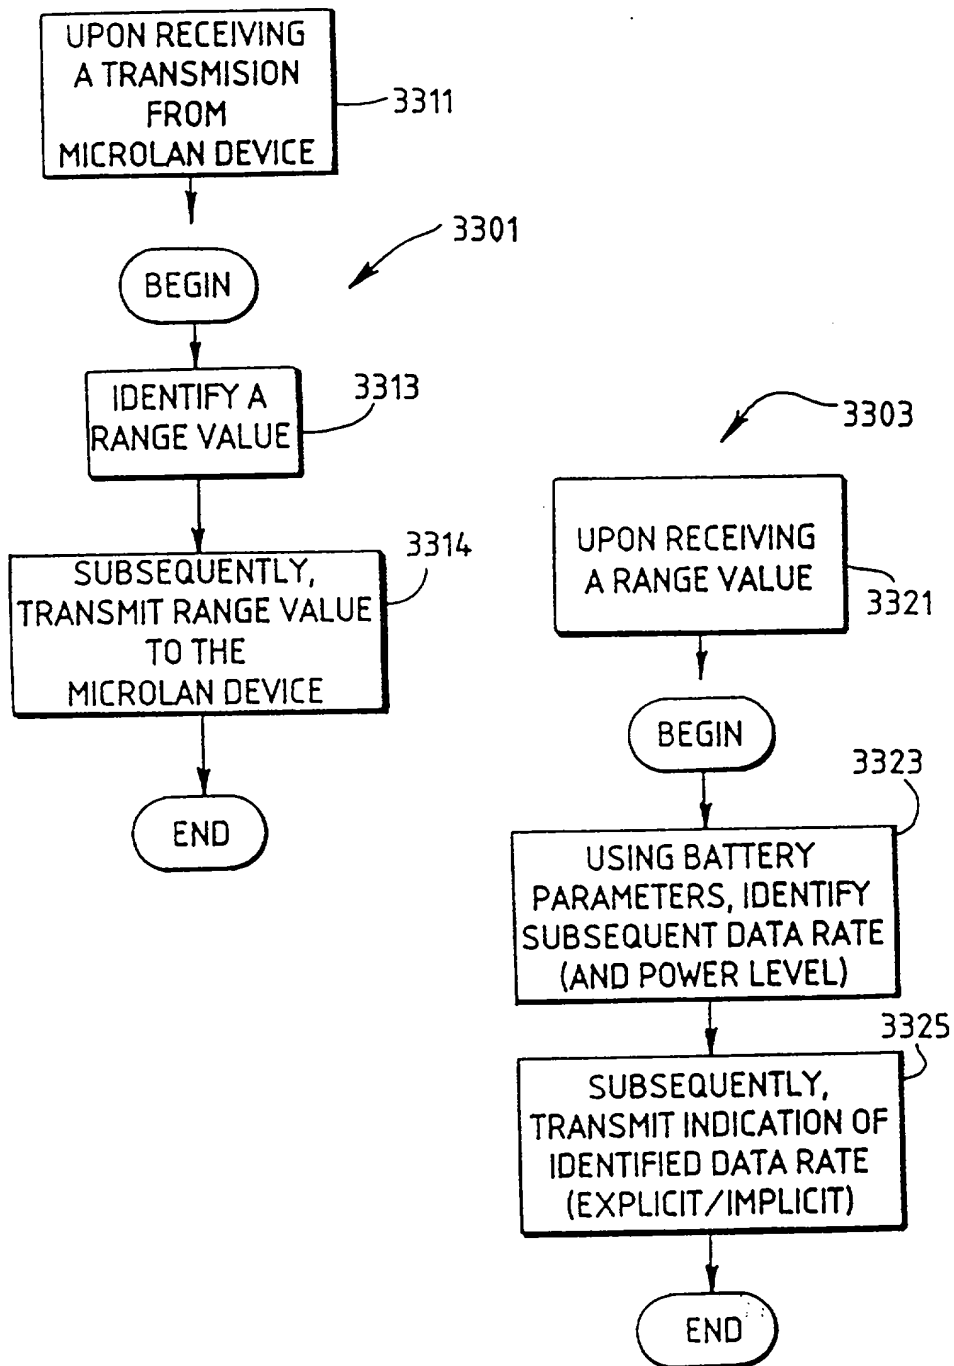 UPON RECEIVING
A TRANSMISION
FROM
MICROLAN DEVICE
3311
3301
BEGIN
IDENTIFY A
RANGE VALUE
3313
SUBSEQUENTLY,
TRANSMIT RANGE VALUE
TO THE
MICROLAN DEVICE
3314
END
3303
UPON RECEIVING
A RANGE VALUE
3321
BEGIN
3323
USING BATTERY
PARAMETERS, IDENTIFY
SUBSEQUENT DATA RATE
(AND POWER LEVEL)
3325
SUBSEQUENTLY,
TRANSMIT INDICATION OF
IDENTIFIED DATA RATE
(EXPLICIT/IMPLICIT)
END